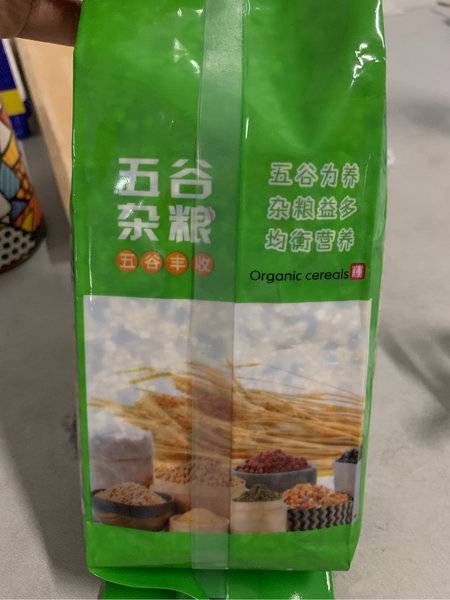 五谷
杂粮
五谷丰收
五谷为养
杂粮益多
均衡营养
Organic cereals